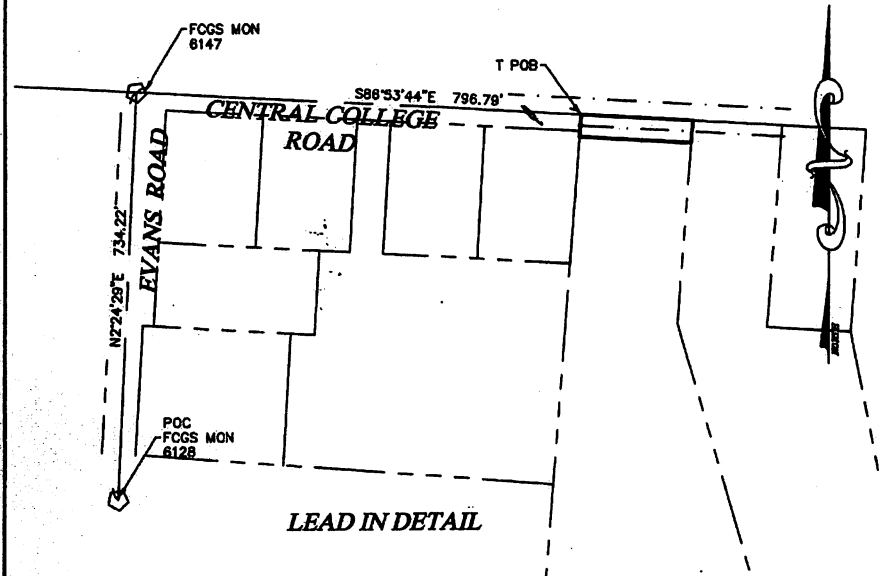 FCGS MON
6147
T POB
S86°53'44"E 796.79'
CENTRAL COLLEGE
ROAD
EVANS ROAD
N2°24'29"E 734.22'
POC
FCGS MON
6128
LEAD IN DETAIL